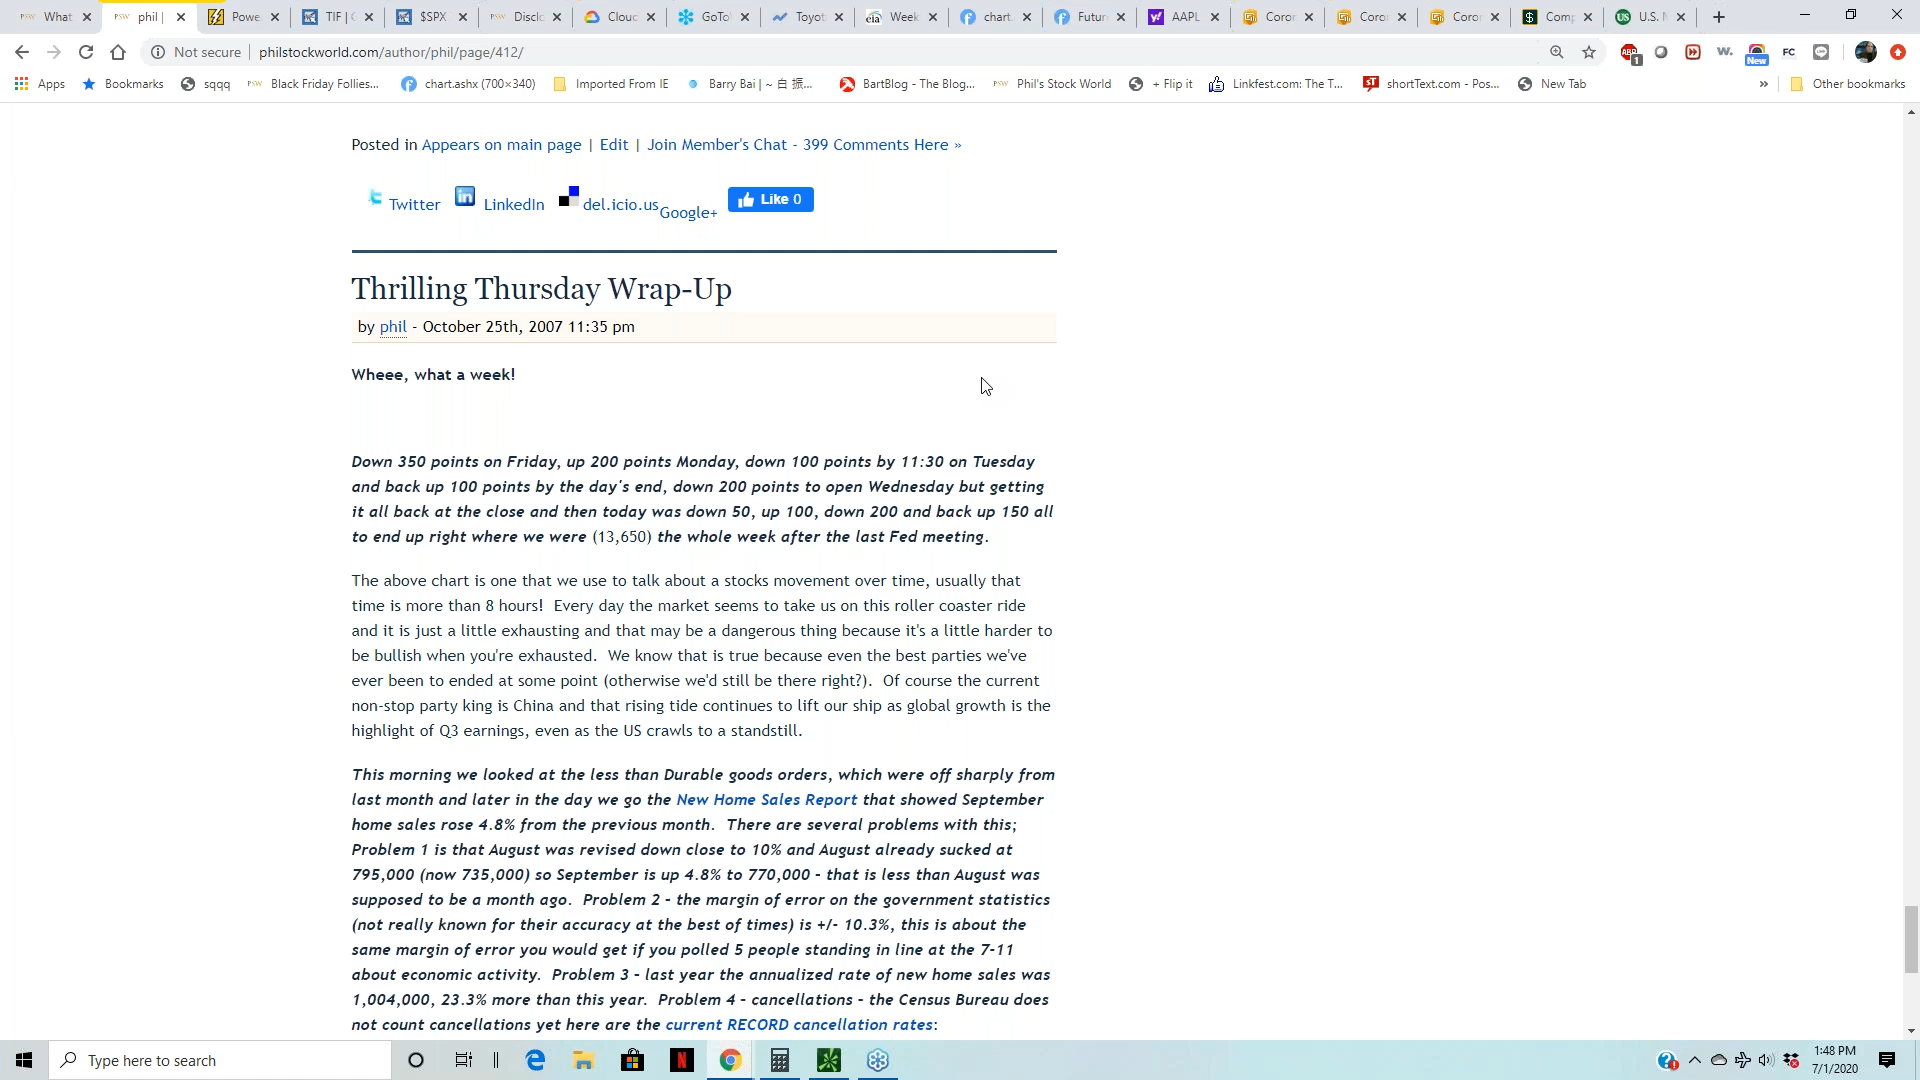 What
phil |
Powe
TIF | C
$SPX
Disclo
Clouc
GoTo
Toyot
Week
chart.
Futur
AAPL
Coror
Coror
Coror
Comp
U.S. M
Not secure | philstockworld.com/author/phil/page/412/
Apps
Bookmarks
sqqq
Black Friday Follies...
chart.ashx (700×340)
Imported From IE
Barry Bai | ~ 白 振...
BartBlog - The Blog...
Phil's Stock World
+ Flip it
Linkfest.com: The T...
shortText.com - Pos...
New Tab
»
Other bookmarks
Posted in Appears on main page | Edit | Join Member's Chat - 399 Comments Here »
Twitter LinkedIn del.icio.us Google+ Like 0
Thrilling Thursday Wrap-Up
by phil - October 25th, 2007 11:35 pm
Wheee, what a week!
Down 350 points on Friday, up 200 points Monday, down 100 points by 11:30 on Tuesday
and back up 100 points by the day's end, down 200 points to open Wednesday but getting
it all back at the close and then today was down 50, up 100, down 200 and back up 150 all
to end up right where we were (13,650) the whole week after the last Fed meeting.
The above chart is one that we use to talk about a stocks movement over time, usually that
time is more than 8 hours!  Every day the market seems to take us on this roller coaster ride
and it is just a little exhausting and that may be a dangerous thing because it's a little harder to
be bullish when you're exhausted.  We know that is true because even the best parties we've
ever been to ended at some point (otherwise we'd still be there right?).  Of course the current
non-stop party king is China and that rising tide continues to lift our ship as global growth is the
highlight of Q3 earnings, even as the US crawls to a standstill.
This morning we looked at the less than Durable goods orders, which were off sharply from
last month and later in the day we go the New Home Sales Report that showed September
home sales rose 4.8% from the previous month.  There are several problems with this;
Problem 1 is that August was revised down close to 10% and August already sucked at
795,000 (now 735,000) so September is up 4.8% to 770,000 - that is less than August was
supposed to be a month ago.  Problem 2 - the margin of error on the government statistics
(not really known for their accuracy at the best of times) is +/- 10.3%, this is about the
same margin of error you would get if you polled 5 people standing in line at the 7-11
about economic activity.  Problem 3 - last year the annualized rate of new home sales was
1,004,000, 23.3% more than this year.  Problem 4 - cancellations - the Census Bureau does
not count cancellations yet here are the current RECORD cancellation rates:
Type here to search
1:48 PM
7/1/2020